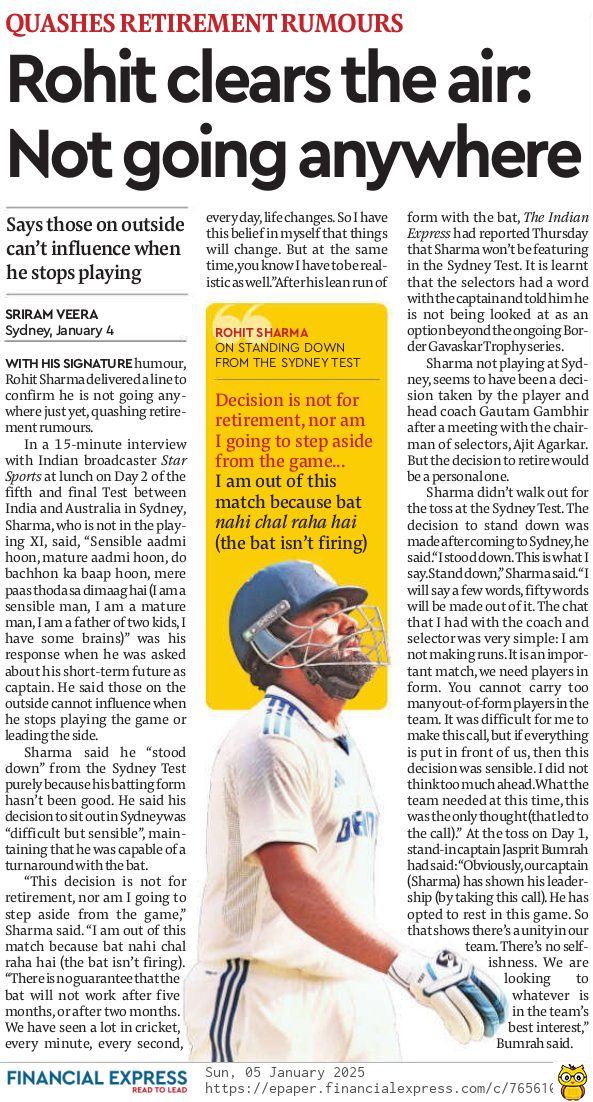 QUASHES RETIREMENT RUMOURS
Rohit clears the air:
Not going anywhere
Says those on outside
can't influence when
he stops playing
SRIRAM VEERA
Sydney, January 4
WITH HIS SIGNATURE humour,
Rohit Sharma delivered a line to
confirm he is not going any-
where just yet, quashing retire-
ment rumours.
In a 15-minute interview
with Indian broadcaster Star
Sports at lunch on Day 2 of the
fifth and final Test between
India and Australia in Sydney,
Sharma, who is not in the play-
ing XI, said, "Sensible aadmi
hoon, mature aadmi hoon, do
bachhon ka baap hoon, mere
paas thoda sa dimaag hai (I am a
sensible man, I am a mature
man, I am a father of two kids, I
have some brains)" was his
response when he was asked
about his short-term future as
captain. He said those on the
outside cannot influence when
he stops playing the game or
leading the side.
Sharma said he "stood
down" from the Sydney Test
purely because his batting form
hasn't been good. He said his
decision to sit out in Sydney was
"difficult but sensible", main-
taining that he was capable of a
turnaround with the bat.
"This decision is not for
retirement, nor am I going to
step aside from the game,"
Sharma said. "I am out of this
match because bat nahi chal
raha hai (the bat isn't firing).
"There is no guarantee that the
bat will not work after five
months, or after two months.
We have seen a lot in cricket,
every minute, every second,
every day, life changes. So I have
this belief in myself that things
will change. But at the same
time, you know I have to be real-
istic as well." After his lean run of
ROHIT SHARMA
ON STANDING DOWN
FROM THE SYDNEY TEST
Decision is not for
retirement, nor am
I going to step aside
from the game...
I am out of this
match because bat
nahi chal raha hai
(the bat isn't firing)
form with the bat, The Indian
Express had reported Thursday
that Sharma won't be featuring
in the Sydney Test. It is learnt
that the selectors had a word
with the captain and told him he
is not being looked at as an
option beyond the ongoing Bor-
der Gavaskar Trophy series.
Sharma not playing at Syd-
ney, seems to have been a deci-
sion taken by the player and
head coach Gautam Gambhir
after a meeting with the chair-
man of selectors, Ajit Agarkar.
But the decision to retire would
be a personal one.
Sharma didn't walk out for
the toss at the Sydney Test. The
decision to stand down was
made after coming to Sydney, he
said. "I stood down. This is what I
say. Stand down," Sharma said. "I
will say a few words, fifty words
will be made out of it. The chat
that I had with the coach and
selector was very simple: I am
not making runs. It is an impor-
tant match, we need players in
form. You cannot carry too
many out-of-form players in the
team. It was difficult for me to
make this call, but if everything
is put in front of us, then this
decision was sensible. I did not
think too much ahead. What the
team needed at this time, this
was the only thought (that led to
the call)." At the toss on Day 1,
stand-in captain Jasprit Bumrah
had said: "Obviously, our captain
(Sharma) has shown his leader-
ship (by taking this call). He has
opted to rest in this game. So
that shows there's a unity in our
team. There's no self-
ishness. We are
looking to
whatever is
in the team's
best interest,"
Bumrah said.
FINANCIAL EXPRESS
READ TO LEAD
Sun, 05 January 2025
https://epaper.financialexpress.com/c/765616